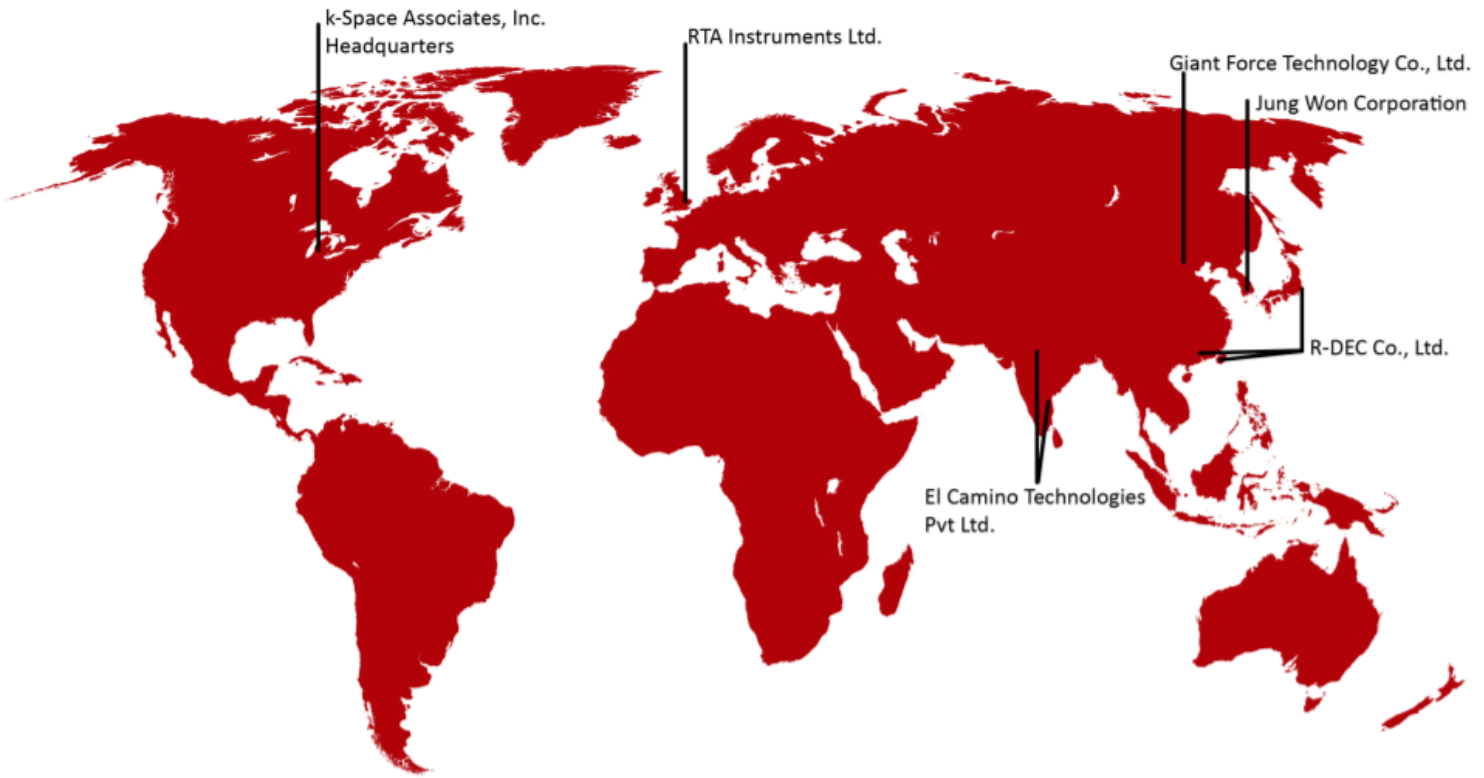 k-Space Associates, Inc.
Headquarters
RTA Instruments Ltd.
Giant Force Technology Co., Ltd.
Jung Won Corporation
R-DEC Co., Ltd.
El Camino Technologies
Pvt Ltd.